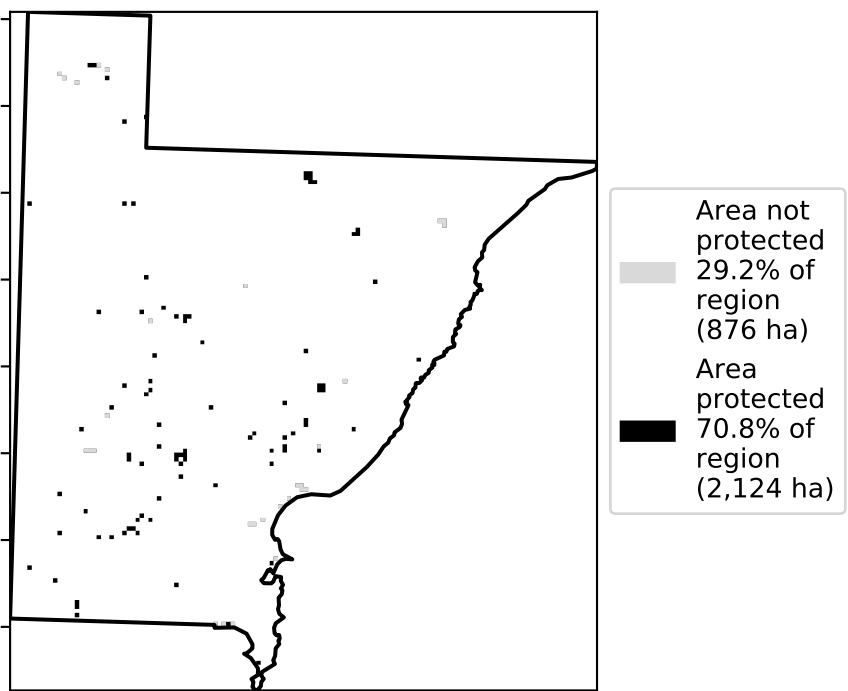 Area not
protected
29.2% of
region
(876 ha)
Area
protected
70.8% of
region
(2,124 ha)